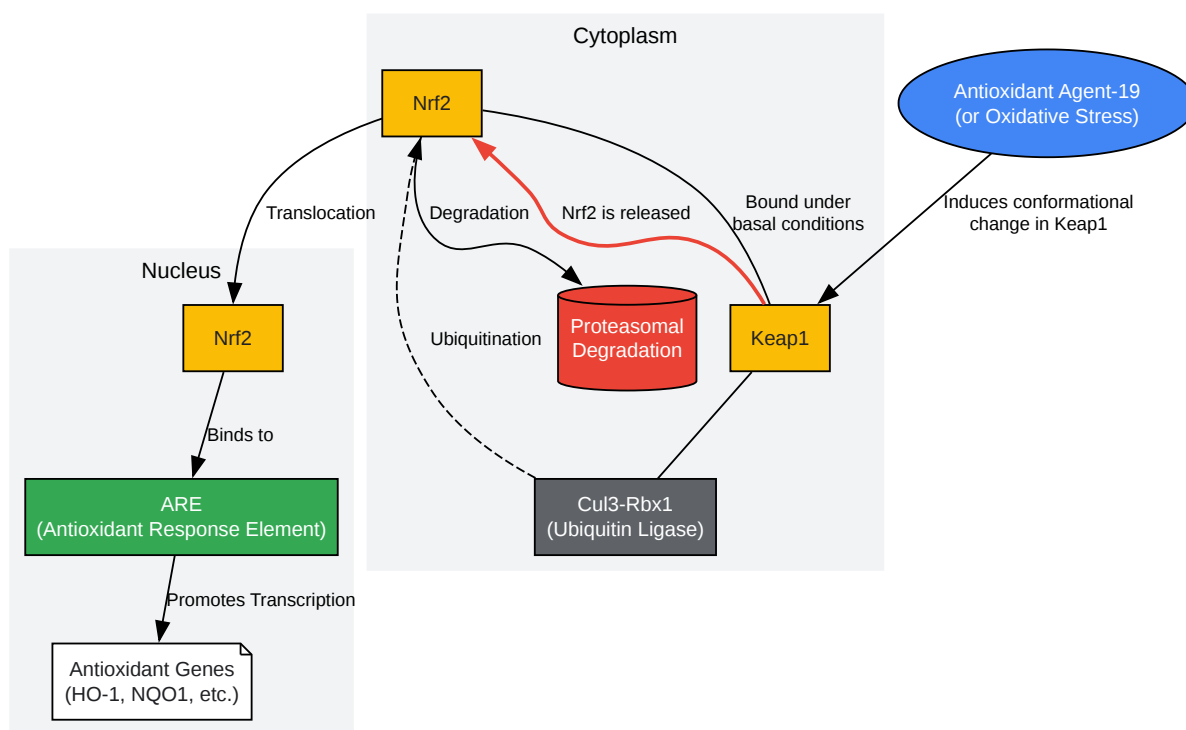 Cytoplasm
Nrf2
Antioxidant Agent-19
(or Oxidative Stress)
Translocation
Degradation
Nrf2 is released
Bound under
basal conditions
Induces conformational
change in Keap1
Nucleus
Nrf2
Ubiquitination
Proteasomal
Degradation
Keap1
Binds to
ARE
(Antioxidant Response Element)
Cul3-Rbx1
(Ubiquitin Ligase)
Promotes Transcription
Antioxidant Genes
(HO-1, NQO1, etc.)